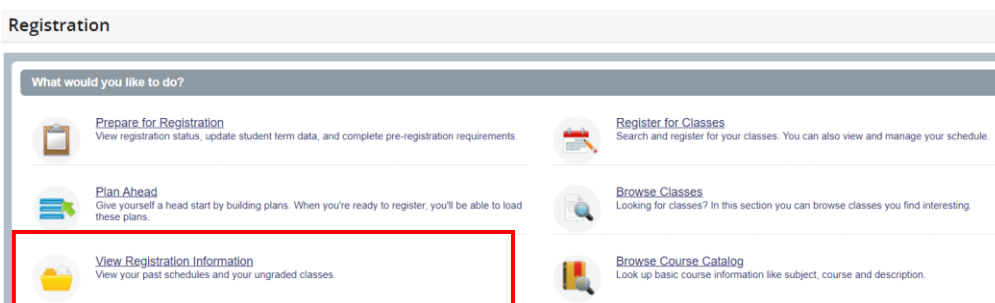 Registration
What would you like to do?
Prepare for Registration
View registration status, update student term data, and complete pre-registration requirements.
Register for Classes
Search and register for your classes. You can also view and manage your schedule.
Plan Ahead
Give yourself a head start by building plans. When you're ready to register, you'll be able to load
these plans.
Browse Classes
Looking for classes? In this section you can browse classes you find interesting.
View Registration Information
View your past schedules and your ungraded classes.
Browse Course Catalog
Look up basic course information like subject, course and description.